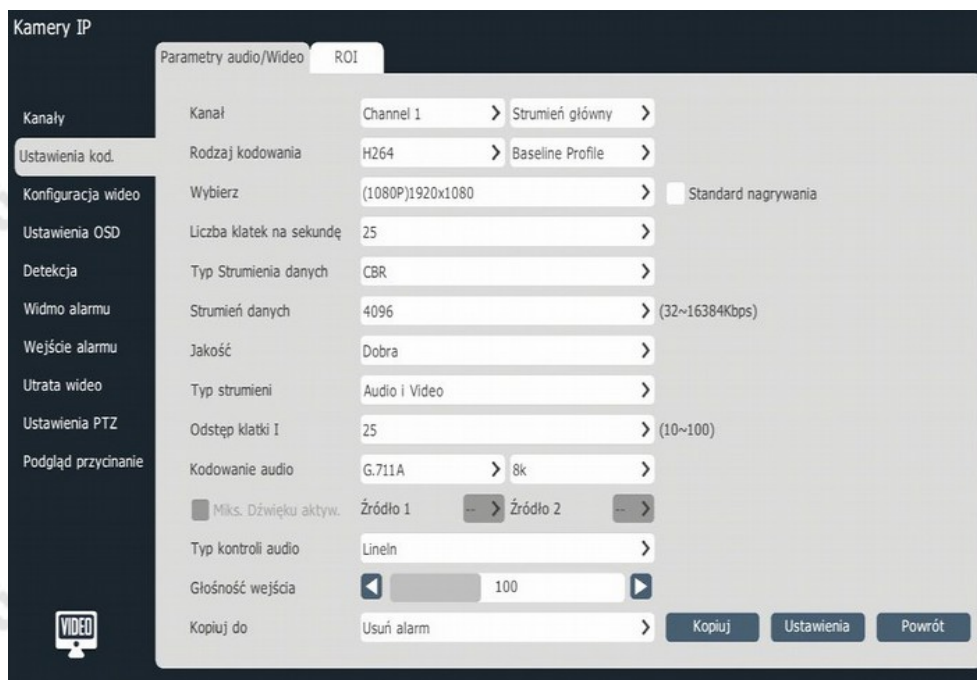 Kamery IP
Parametry audio/Wideo ROI
Kanały
Ustawienia kod.
Konfiguracja wideo
Ustawienia OSD
Detekcja
Widmo alarmu
Wejście alarmu
Utrata wideo
Ustawienia PTZ
Podgląd przycinanie
VIDEO
Kanał Channel 1 Strumień główny
Rodzaj kodowania H264 Baseline Profile
Wybierz (1080P)1920x1080 Standard nagrywania
Liczba klatek na sekundę 25
Typ Strumienia danych CBR
Strumień danych 4096 (32~16384Kbps)
Jakość Dobra
Typ strumieni Audio i Video
Odstęp klatki I 25 (10~100)
Kodowanie audio G.711A 8k
Miks. Dźwięku aktyw. Źródło 1 -- Źródło 2 --
Typ kontroli audio LineIn
Głośność wejścia 100
Kopiuj do Usuń alarm Kopiuj Ustawienia Powrót